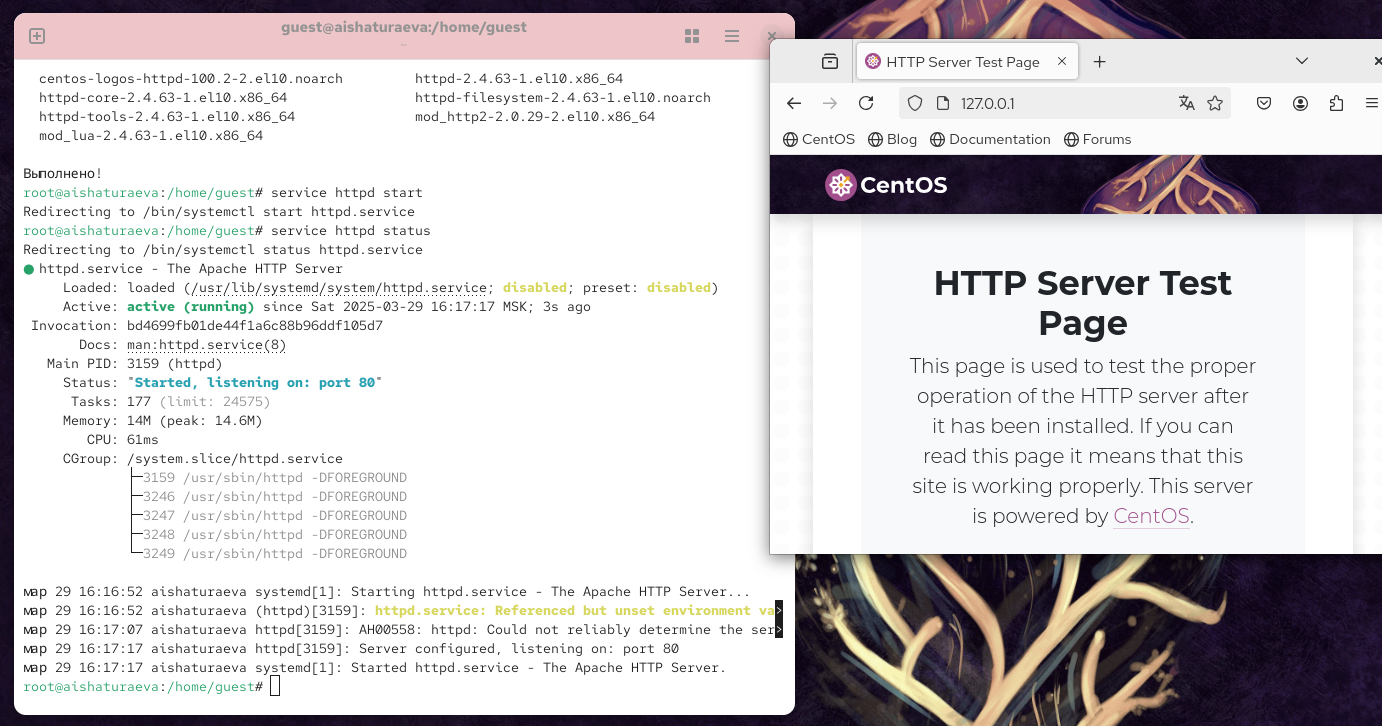 guest@aishaturaeva:/home/guest
~
centos-logos-httpd-100.2-2.el10.noarch httpd-2.4.63-1.el10.x86_64
httpd-core-2.4.63-1.el10.x86_64 httpd-filesystem-2.4.63-1.el10.noarch
httpd-tools-2.4.63-1.el10.x86_64 mod_http2-2.0.29-2.el10.x86_64
mod_lua-2.4.63-1.el10.x86_64
Выполнено!
root@aishaturaeva:/home/guest# service httpd start
Redirecting to /bin/systemctl start httpd.service
root@aishaturaeva:/home/guest# service httpd status
Redirecting to /bin/systemctl status httpd.service
● httpd.service - The Apache HTTP Server
Loaded: loaded (/usr/lib/systemd/system/httpd.service; disabled; preset: disabled)
Active: active (running) since Sat 2025-03-29 16:17:17 MSK; 3s ago
Invocation: bd4699fb01de44f1a6c88b96ddf105d7
Docs: man:httpd.service(8)
Main PID: 3159 (httpd)
Status: "Started, listening on: port 80"
Tasks: 177 (limit: 24575)
Memory: 14M (peak: 14.6M)
CPU: 61ms
CGroup: /system.slice/httpd.service
├─3159 /usr/sbin/httpd -DFOREGROUND
├─3246 /usr/sbin/httpd -DFOREGROUND
├─3247 /usr/sbin/httpd -DFOREGROUND
├─3248 /usr/sbin/httpd -DFOREGROUND
└─3249 /usr/sbin/httpd -DFOREGROUND
мар 29 16:16:52 aishaturaeva systemd[1]: Starting httpd.service - The Apache HTTP Server...
мар 29 16:16:52 aishaturaeva (httpd)[3159]: httpd.service: Referenced but unset environment va>
мар 29 16:17:07 aishaturaeva httpd[3159]: AH00558: httpd: Could not reliably determine the ser>
мар 29 16:17:17 aishaturaeva httpd[3159]: Server configured, listening on: port 80
мар 29 16:17:17 aishaturaeva systemd[1]: Started httpd.service - The Apache HTTP Server.
root@aishaturaeva:/home/guest#
HTTP Server Test Page
127.0.0.1
CentOS Blog Documentation Forums
CentOS
HTTP Server Test
Page
This page is used to test the proper
operation of the HTTP server after
it has been installed. If you can
read this page it means that this
site is working properly. This server
is powered by CentOS.